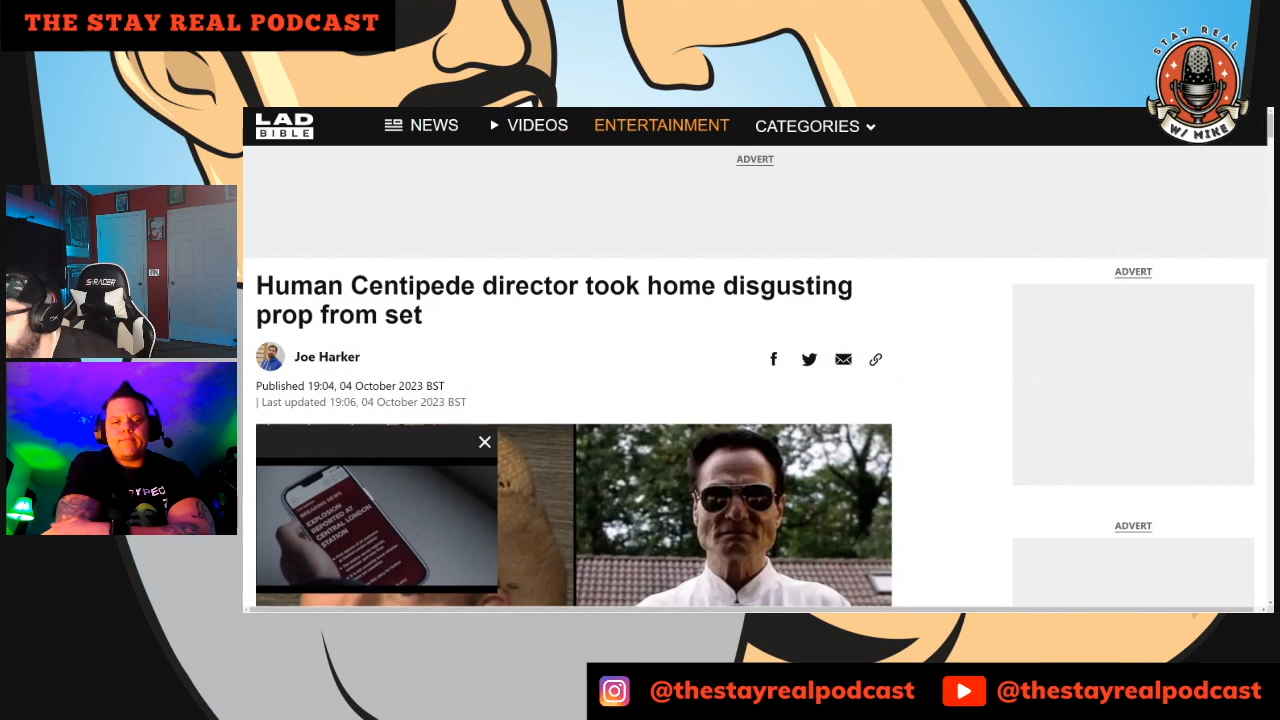 THE STAY REAL PODCAST
STAY REAL
W/ MIKE
LAD
BIBLE
NEWS
VIDEOS
ENTERTAINMENT
CATEGORIES
ADVERT
Human Centipede director took home disgusting
prop from set
Joe Harker
Published 19:04, 04 October 2023 BST
| Last updated 19:06, 04 October 2023 BST
ADVERT
ADVERT
S-RACER
BREAKING NEWS
EXPLOSION
REPORTED AT
CENTRAL LONDON
STATION
@thestayrealpodcast
@thestayrealpodcast